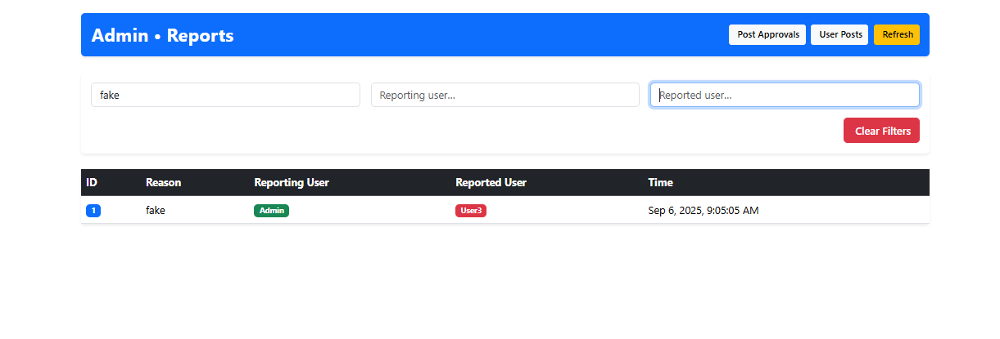 Admin • Reports
Post Approvals User Posts Refresh
fake Reporting user... Reported user...
Clear Filters
ID Reason Reporting User Reported User Time
1 fake Admin User3 Sep 6, 2025, 9:05:05 AM